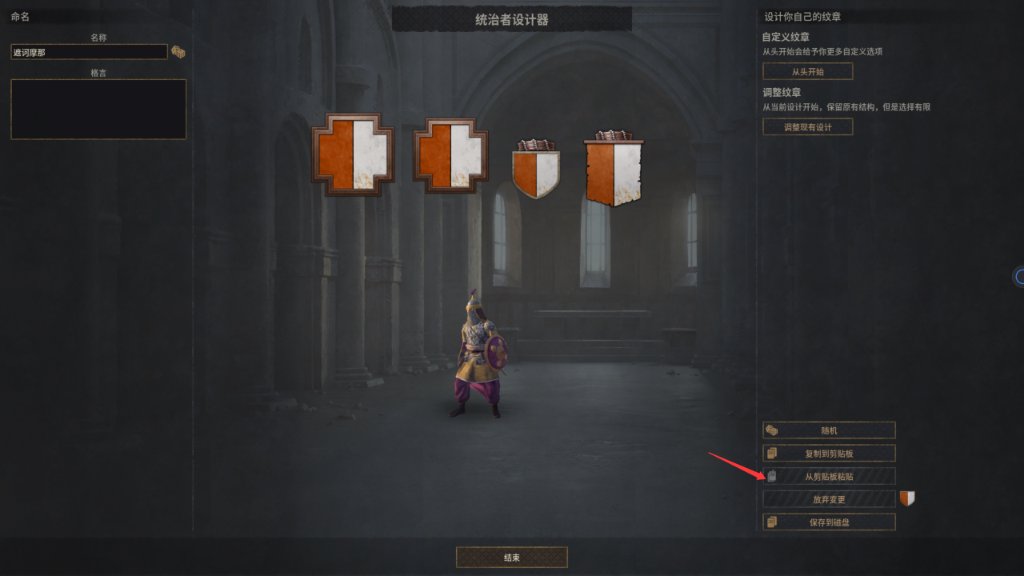 统治者设计器
命名
名称
遮诃摩那
格言
设计你自己的纹章
自定义纹章
从头开始会给予你更多自定义选项
从头开始
调整纹章
从当前设计开始，保留原有结构，但是选择有限
调整现有设计
随机
复制到剪贴板
从剪贴板粘贴
放弃变更
保存到磁盘
结束